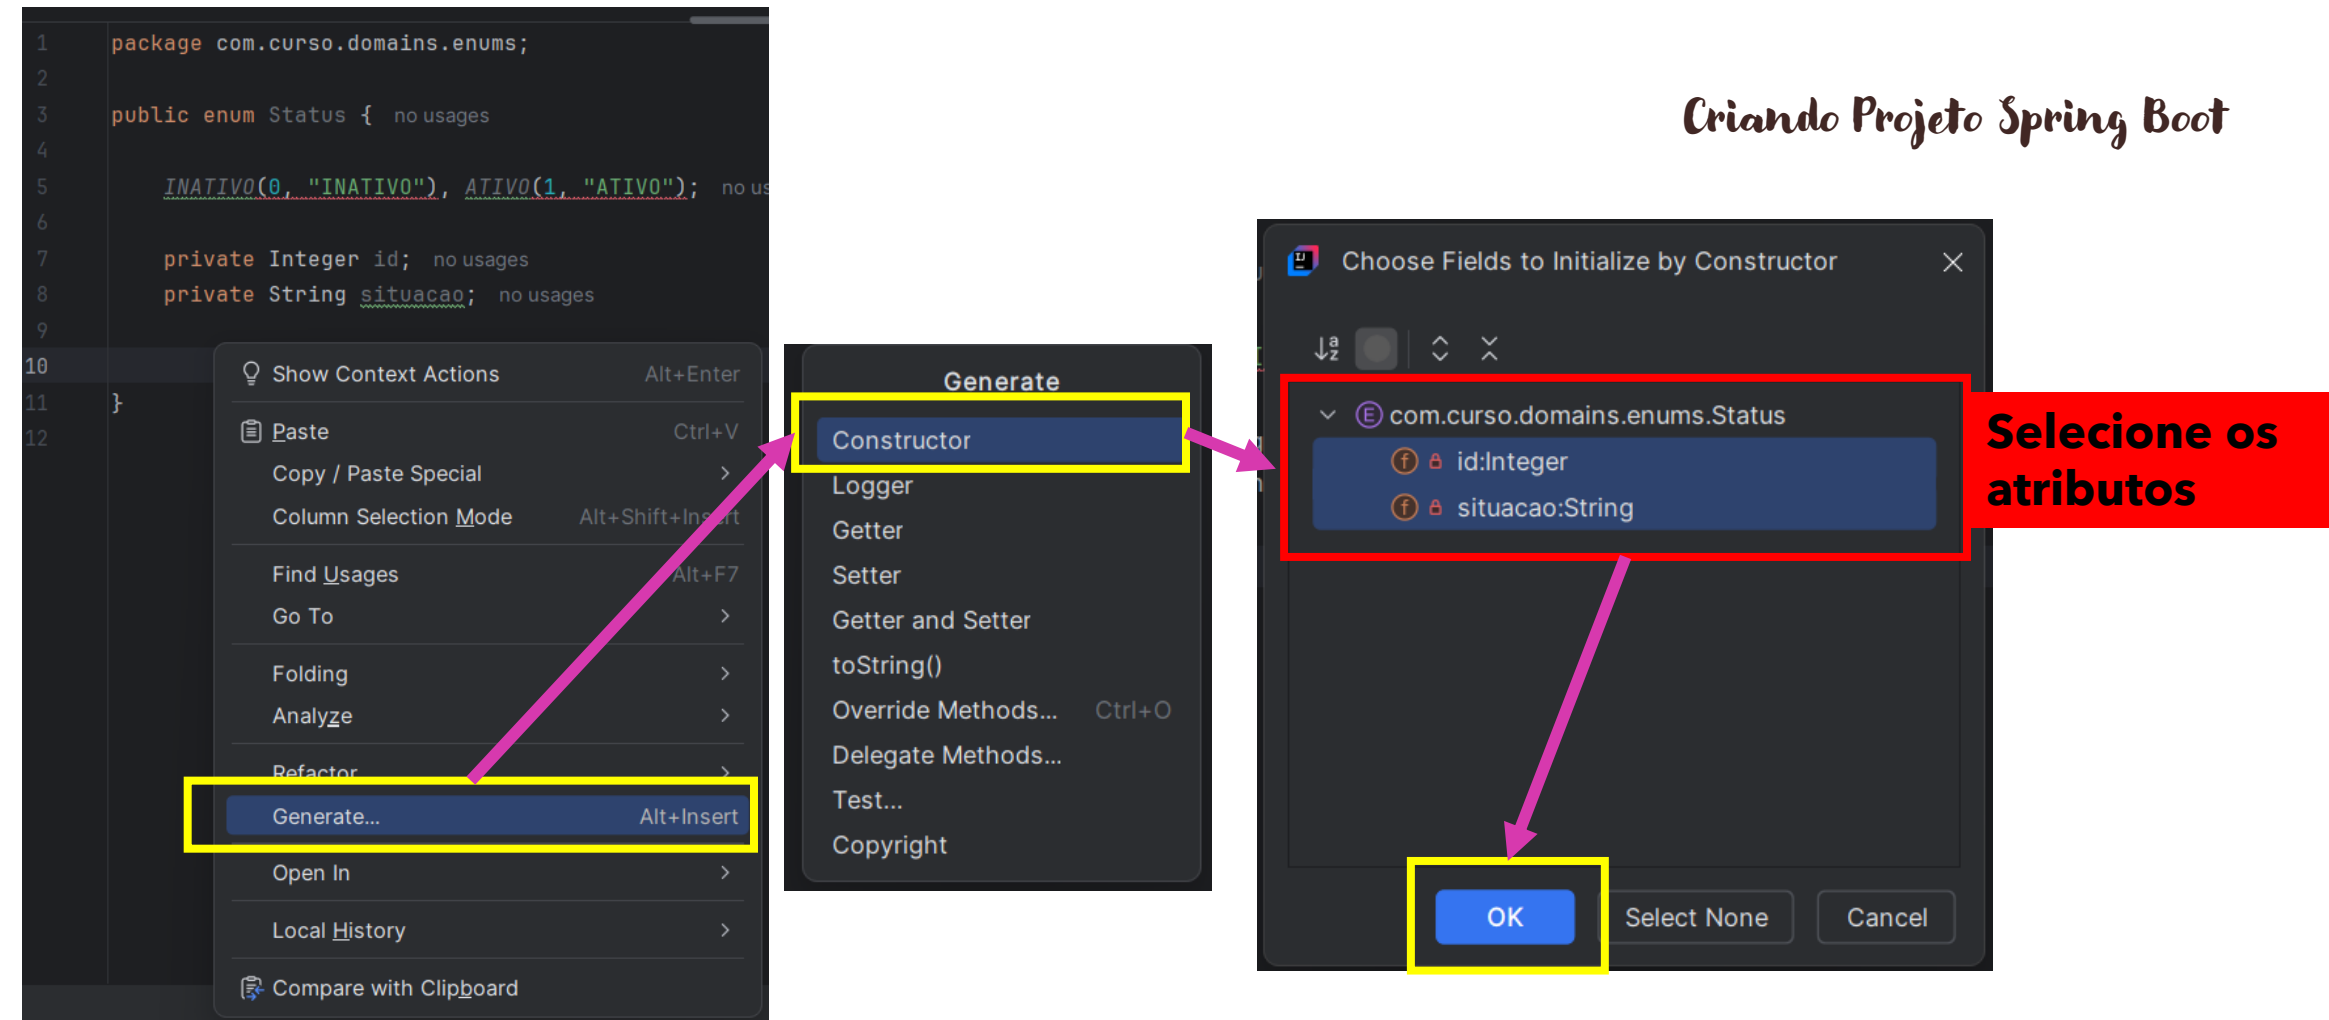 Criando Projeto Spring Boot
1 package com.curso.domains.enums;
2
3 public enum Status { no usages
4
5 INATIVO(0, "INATIVO"), ATIVO(1, "ATIVO"); no us
6
7 private Integer id; no usages
8 private String situacao; no usages
9
10
11 }
12
Show Context Actions Alt+Enter
Paste Ctrl+V
Copy / Paste Special
Column Selection Mode Alt+Shift+Insert
Find Usages Alt+F7
Go To
Folding
Analyze
Refactor
Generate... Alt+Insert
Open In
Local History
Compare with Clipboard
Generate
Constructor
Logger
Getter
Setter
Getter and Setter
toString()
Override Methods... Ctrl+O
Delegate Methods...
Test...
Copyright
Choose Fields to Initialize by Constructor
com.curso.domains.enums.Status
id:Integer
situacao:String
OK Select None Cancel
Selecione os
atributos